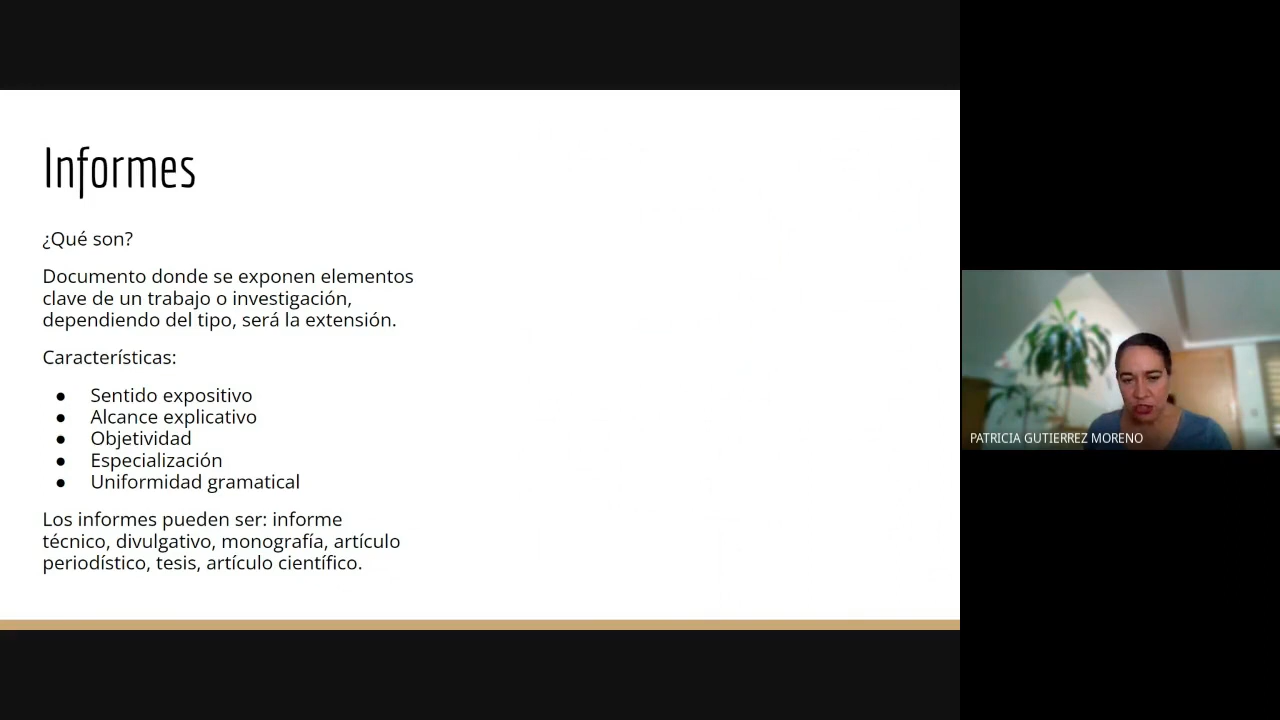 Informes
¿Qué son?
Documento donde se exponen elementos
clave de un trabajo o investigación,
dependiendo del tipo, será la extensión.
Características:
● Sentido expositivo
● Alcance explicativo
● Objetividad
● Especialización
● Uniformidad gramatical
Los informes pueden ser: informe
técnico, divulgativo, monografía, artículo
periodístico, tesis, artículo científico.
PATRICIA GUTIERREZ MORENO